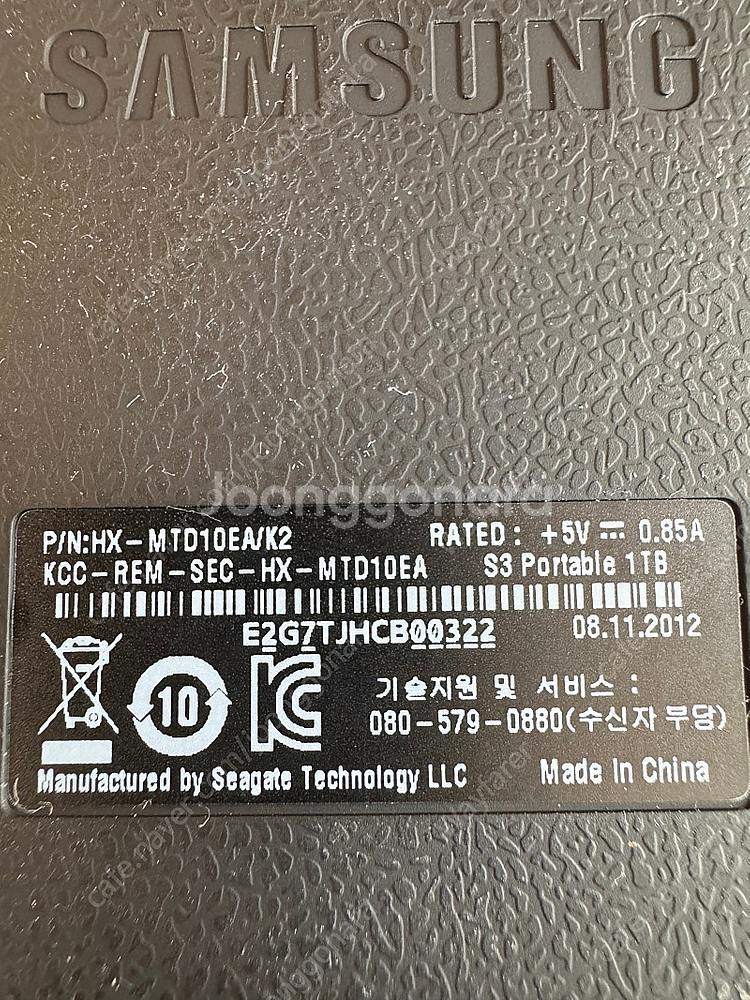 SAMSUNG
Joonggonara
P/N:HX-MTD10EA/K2 RATED : +5V 0.85A
KCC-REM-SEC-HX-MTD10EA S3 Portable 1TB
E2G7TJHCB00322 08.11.2012
10
기술지원 및 서비스 :
080-579-0880(수신자 부담)
Manufactured by Seagate Technology LLC Made In China